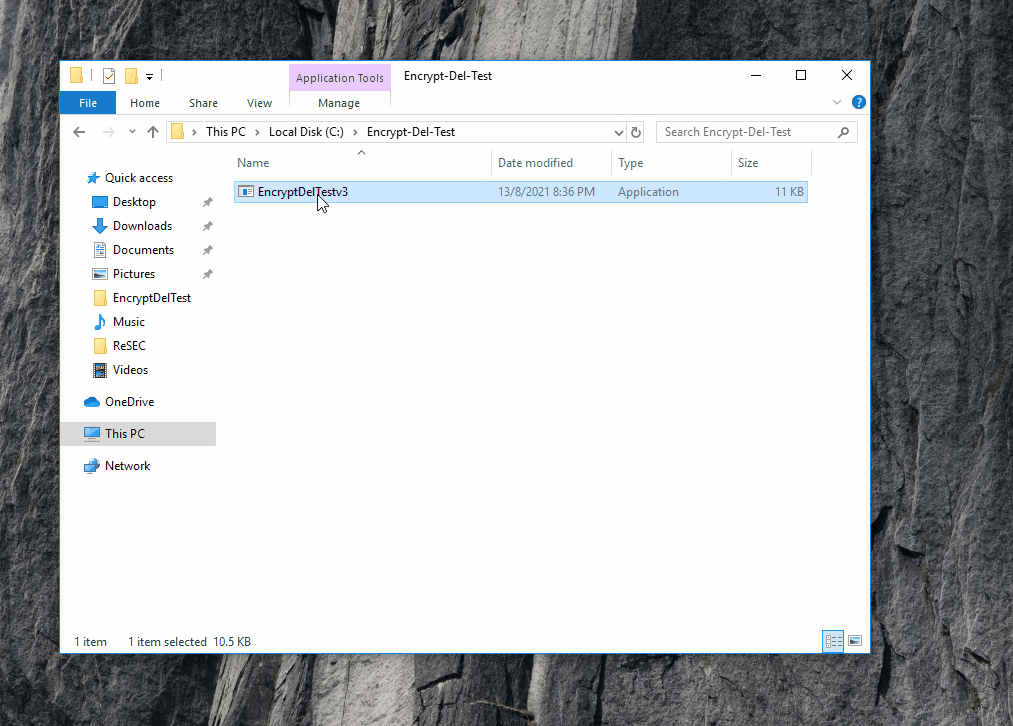 Application Tools Encrypt-Del-Test
File Home Share View Manage
This PC Local Disk (C:) Encrypt-Del-Test Search Encrypt-Del-Test
Name Date modified Type Size
EncryptDelTestv3 13/8/2021 8:36 PM Application 11 KB
Quick access
Desktop
Downloads
Documents
Pictures
EncryptDelTest
Music
ReSEC
Videos
OneDrive
This PC
Network
1 item 1 item selected 10.5 KB